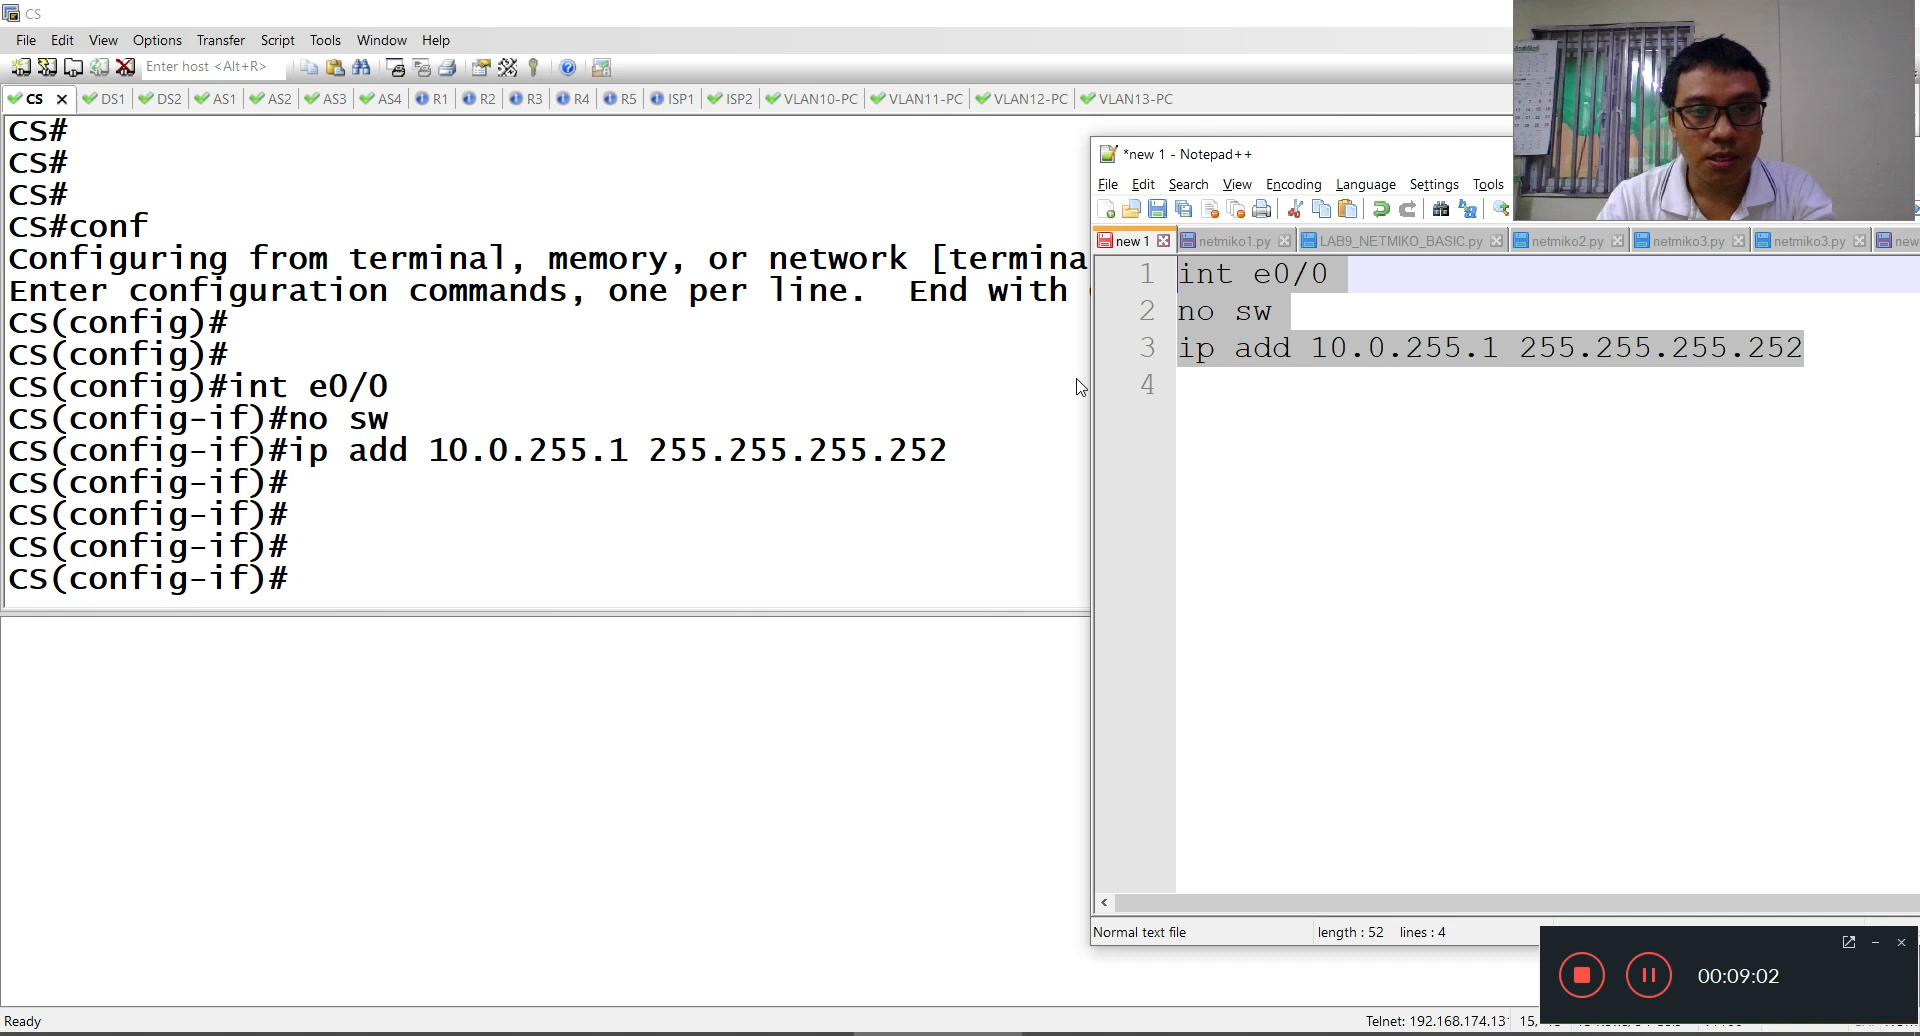 CS
File Edit View Options Transfer Script Tools Window Help
Enter host <Alt+R>
CS DS1 DS2 AS1 AS2 AS3 AS4 R1 R2 R3 R4 R5 ISP1 ISP2 VLAN10-PC VLAN11-PC VLAN12-PC VLAN13-PC
CS#
CS#
CS#
CS#conf
Configuring from terminal, memory, or network [termina
Enter configuration commands, one per line. End with
CS(config)#
CS(config)#
CS(config)#int e0/0
CS(config-if)#no sw
CS(config-if)#ip add 10.0.255.1 255.255.255.252
CS(config-if)#
CS(config-if)#
CS(config-if)#
CS(config-if)#
*new 1 - Notepad++
File Edit Search View Encoding Language Settings Tools
new 1 netmiko1.py LAB9_NETMIKO_BASIC.py netmiko2.py netmiko3.py netmiko3.py new
1 int e0/0
2 no sw
3 ip add 10.0.255.1 255.255.255.252
4
Normal text file length : 52 lines : 4
00:09:02
Ready Telnet: 192.168.174.13 15,